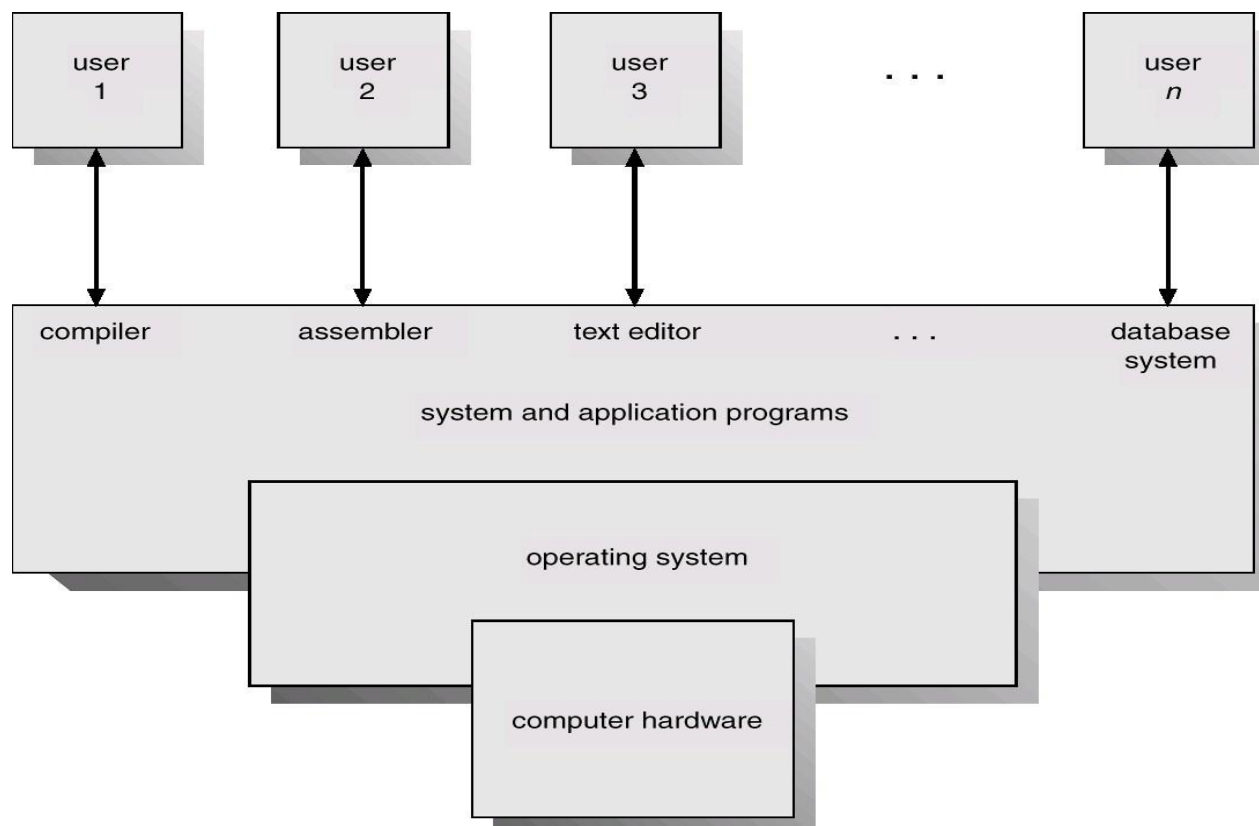 user
1
user
2
user
3
. . .
user
n
compiler
assembler
text editor
. . .
database
system
system and application programs
operating system
computer hardware